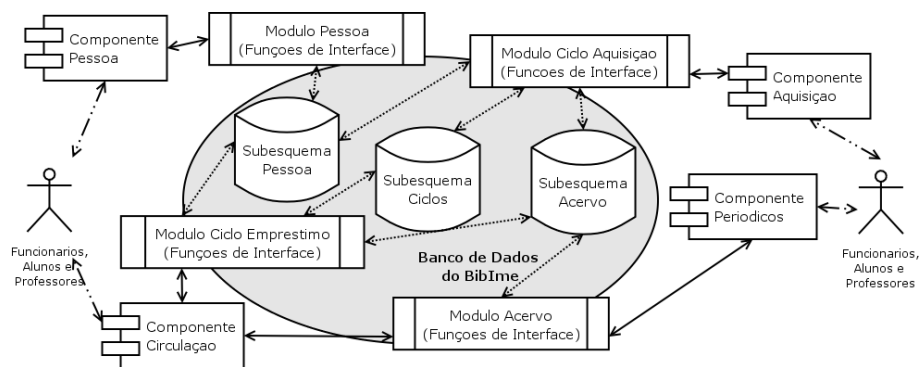 Componente
Pessoa
Modulo Pessoa
(Funçoes de Interface)
Modulo Ciclo Aquisiçao
(Funcoes de Interface)
Componente
Aquisiçao
Subesquema
Pessoa
Subesquema
Ciclos
Subesquema
Acervo
Componente
Periodicos
Funcionarios,
Alunos e
Professores
Modulo Ciclo Emprestimo
(Funçoes de Interface)
Banco de Dados
do BibIme
Funcionarios,
Alunos e
Professores
Componente
Circulaçao
Modulo Acervo
(Funçoes de Interface)